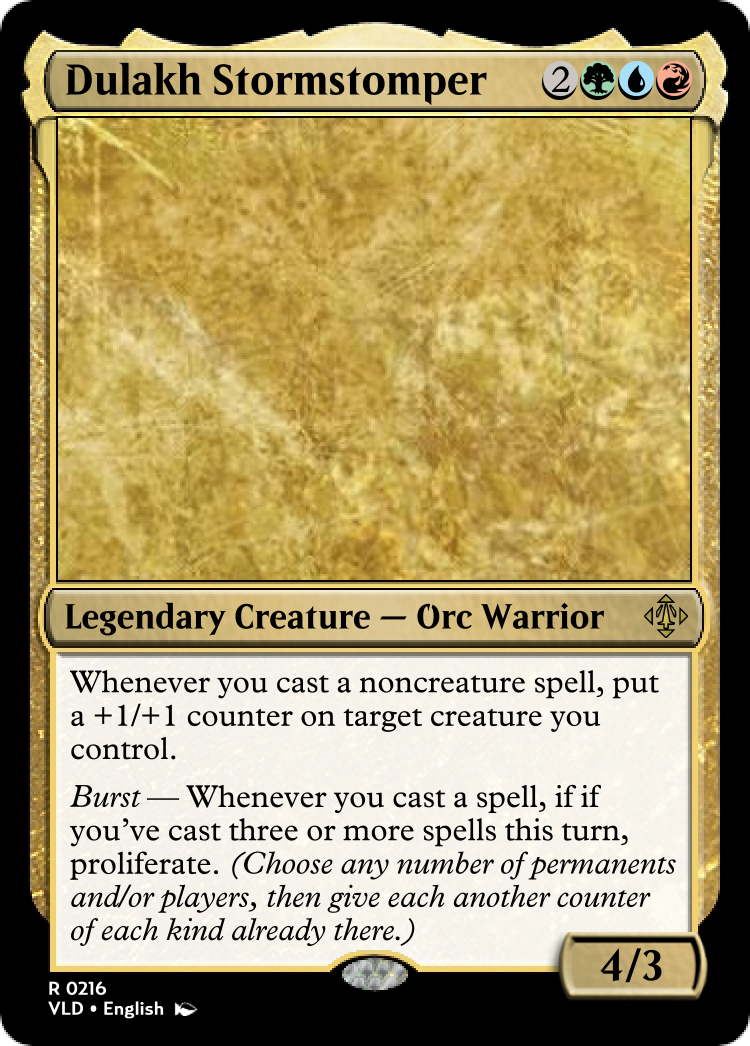 Dulakh Stormstomper 2
Legendary Creature — Orc Warrior
Whenever you cast a noncreature spell, put
a +1/+1 counter on target creature you
control.
Burst — Whenever you cast a spell, if if
you've cast three or more spells this turn,
proliferate. (Choose any number of permanents
and/or players, then give each another counter
of each kind already there.)
4/3
R 0216
VLD • English